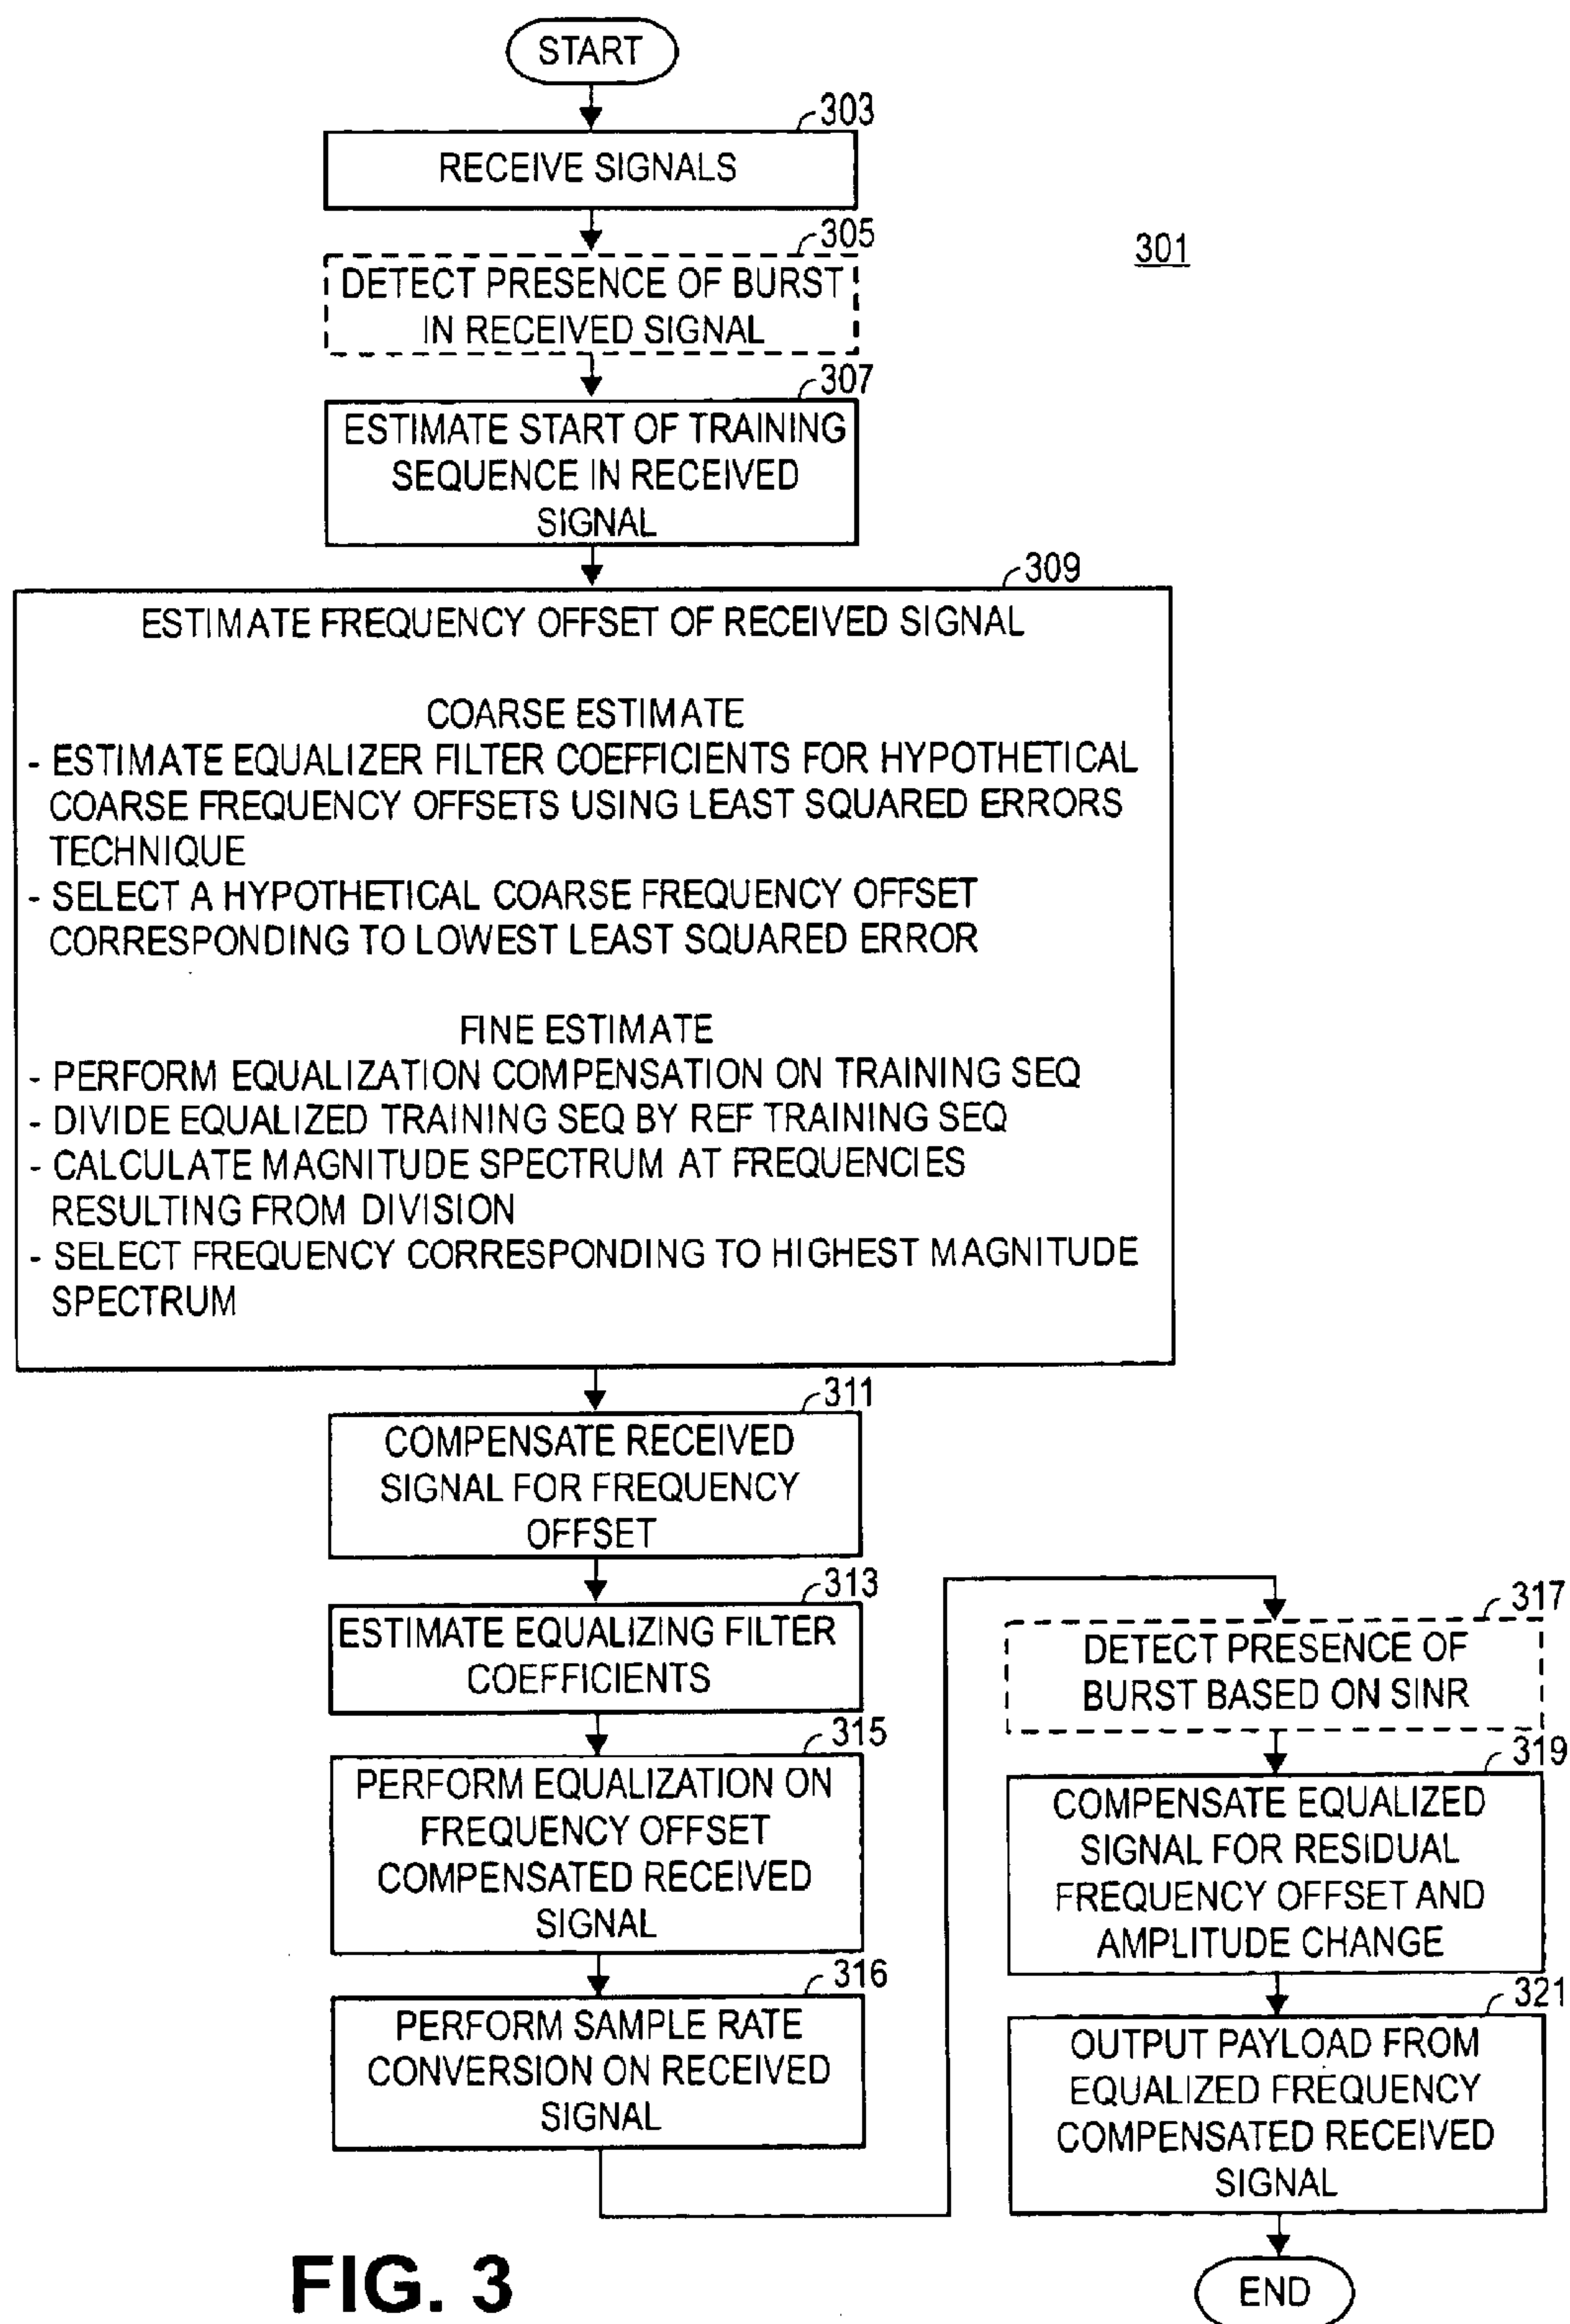 START
303
RECEIVE SIGNALS
305
301
DETECT PRESENCE OF BURST
IN RECEIVED SIGNAL
307
ESTIMATE START OF TRAINING
SEQUENCE IN RECEIVED
SIGNAL
309
ESTIMATE FREQUENCY OFFSET OF RECEIVED SIGNAL
COARSE ESTIMATE
- ESTIMATE EQUALIZER FILTER COEFFICIENTS FOR HYPOTHETICAL
COARSE FREQUENCY OFFSETS USING LEAST SQUARED ERRORS
TECHNIQUE
- SELECT A HYPOTHETICAL COARSE FREQUENCY OFFSET
CORRESPONDING TO LOWEST LEAST SQUARED ERROR
FINE ESTIMATE
- PERFORM EQUALIZATION COMPENSATION ON TRAINING SEQ
- DIVIDE EQUALIZED TRAINING SEQ BY REF TRAINING SEQ
- CALCULATE MAGNITUDE SPECTRUM AT FREQUENCIES
RESULTING FROM DIVISION
- SELECT FREQUENCY CORRESPONDING TO HIGHEST MAGNITUDE
SPECTRUM
311
COMPENSATE RECEIVED
SIGNAL FOR FREQUENCY
OFFSET
313
ESTIMATE EQUALIZING FILTER
COEFFICIENTS
315
PERFORM EQUALIZATION ON
FREQUENCY OFFSET
COMPENSATED RECEIVED
SIGNAL
316
PERFORM SAMPLE RATE
CONVERSION ON RECEIVED
SIGNAL
317
DETECT PRESENCE OF
BURST BASED ON SINR
319
COMPENSATE EQUALIZED
SIGNAL FOR RESIDUAL
FREQUENCY OFFSET AND
AMPLITUDE CHANGE
321
OUTPUT PAYLOAD FROM
EQUALIZED FREQUENCY
COMPENSATED RECEIVED
SIGNAL
END
FIG. 3